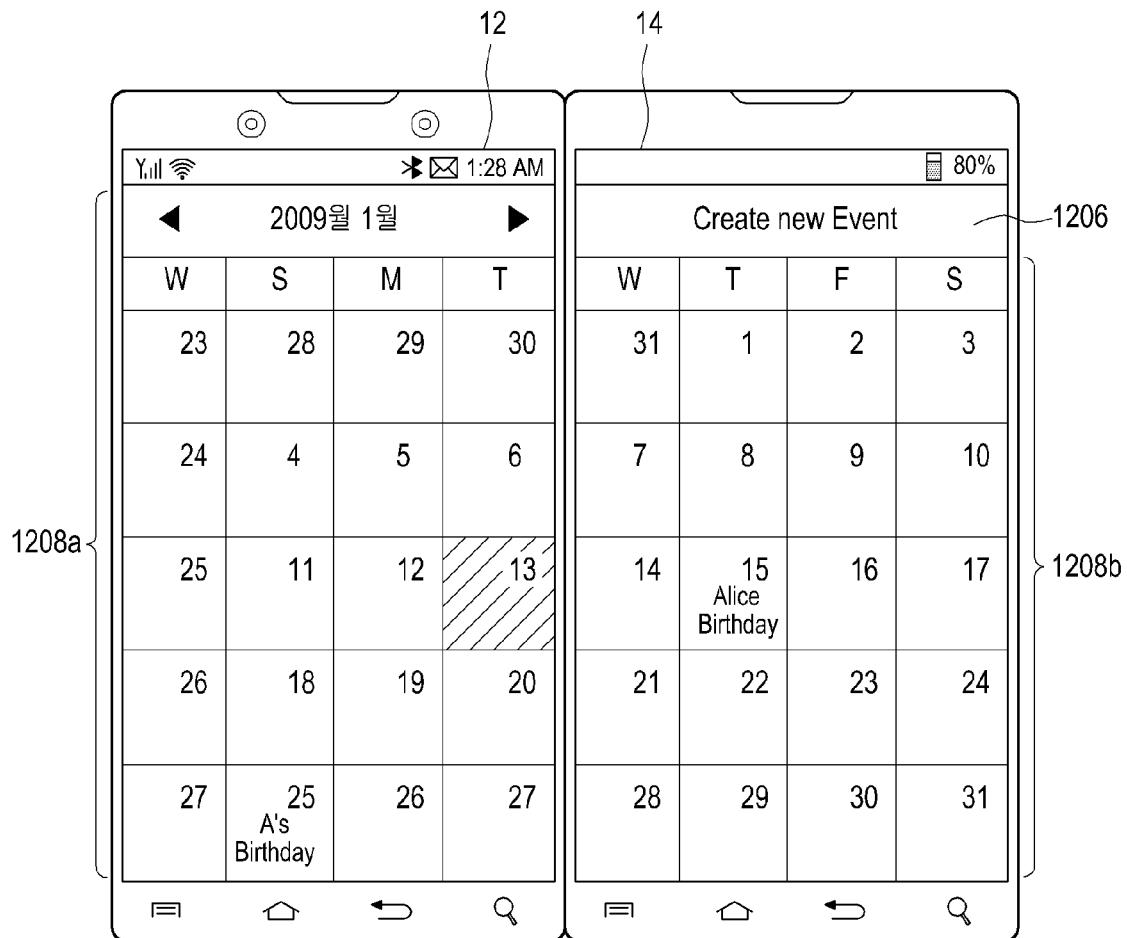 12 14
1:28 AM 80%
2009월 1월 Create new Event 1206
W S M T W T F S
23 28 29 30 31 1 2 3
24 4 5 6 7 8 9 10
1208a 25 11 12 13 14 15 16 17 1208b
Alice
Birthday
26 18 19 20 21 22 23 24
27 25 26 27 28 29 30 31
A's
Birthday